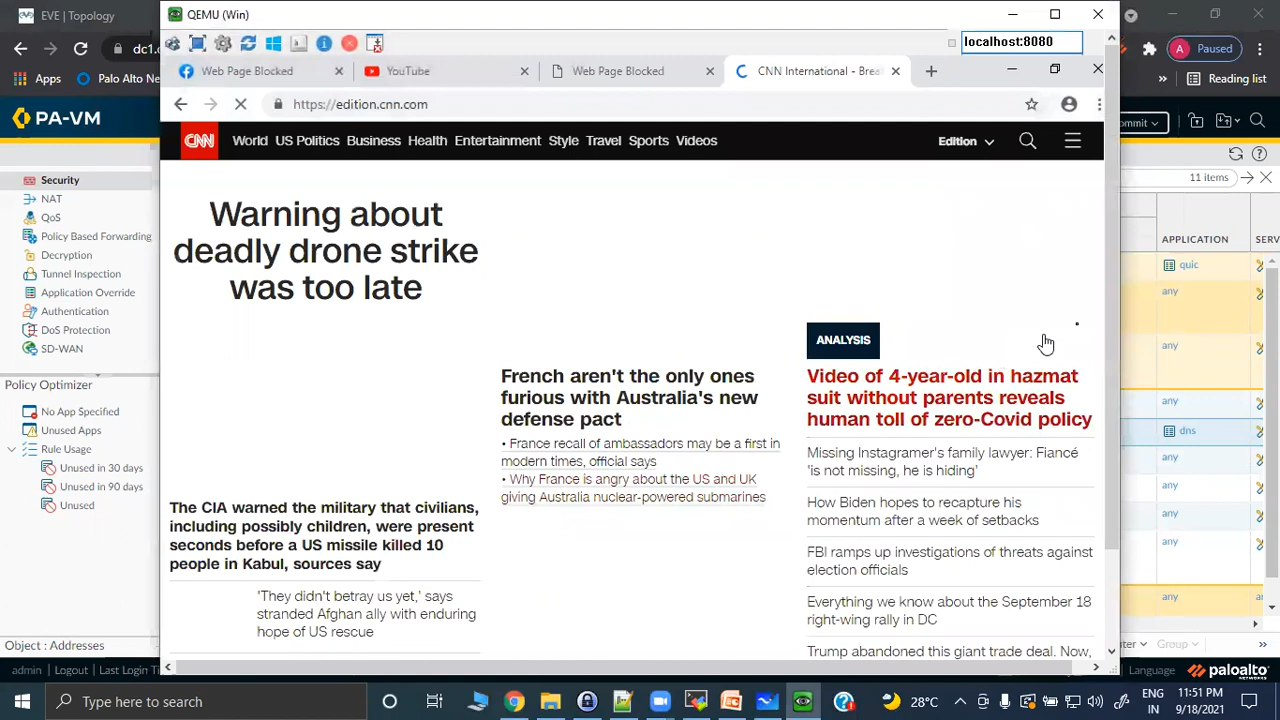 EVE | Topology
QEMU (Win)
localhost:8080
dc1.c
A Paused
Apps
Palo Alto Ne
Reading list
Web Page Blocked
YouTube
Web Page Blocked
CNN International - Brea
https://edition.cnn.com
PA-VM
ommit
CNN World US Politics Business Health Entertainment Style Travel Sports Videos
Edition
Security
NAT
QoS
Policy Based Forwarding
Decryption
Tunnel Inspection
Application Override
Authentication
DoS Protection
SD-WAN
Policy Optimizer
No App Specified
Unused Apps
Rule Usage
Unused in 30 days
Unused in 90 days
Unused
Object : Addresses
admin | Logout | Last Login Ti
Warning about
deadly drone strike
was too late
The CIA warned the military that civilians,
including possibly children, were present
seconds before a US missile killed 10
people in Kabul, sources say
'They didn't betray us yet,' says
stranded Afghan ally with enduring
hope of US rescue
French aren't the only ones
furious with Australia's new
defense pact
• France recall of ambassadors may be a first in
modern times, official says
• Why France is angry about the US and UK
giving Australia nuclear-powered submarines
ANALYSIS
Video of 4-year-old in hazmat
suit without parents reveals
human toll of zero-Covid policy
Missing Instagramer's family lawyer: Fiancé
'is not missing, he is hiding'
How Biden hopes to recapture his
momentum after a week of setbacks
FBI ramps up investigations of threats against
election officials
Everything we know about the September 18
right-wing rally in DC
Trump abandoned this giant trade deal. Now,
11 items
APPLICATION
SERV
quic
any
any
any
dns
any
any
any
any
any
an
Group
Language
paloalto
Type here to search
28°C
ENG
IN
11:51 PM
9/18/2021